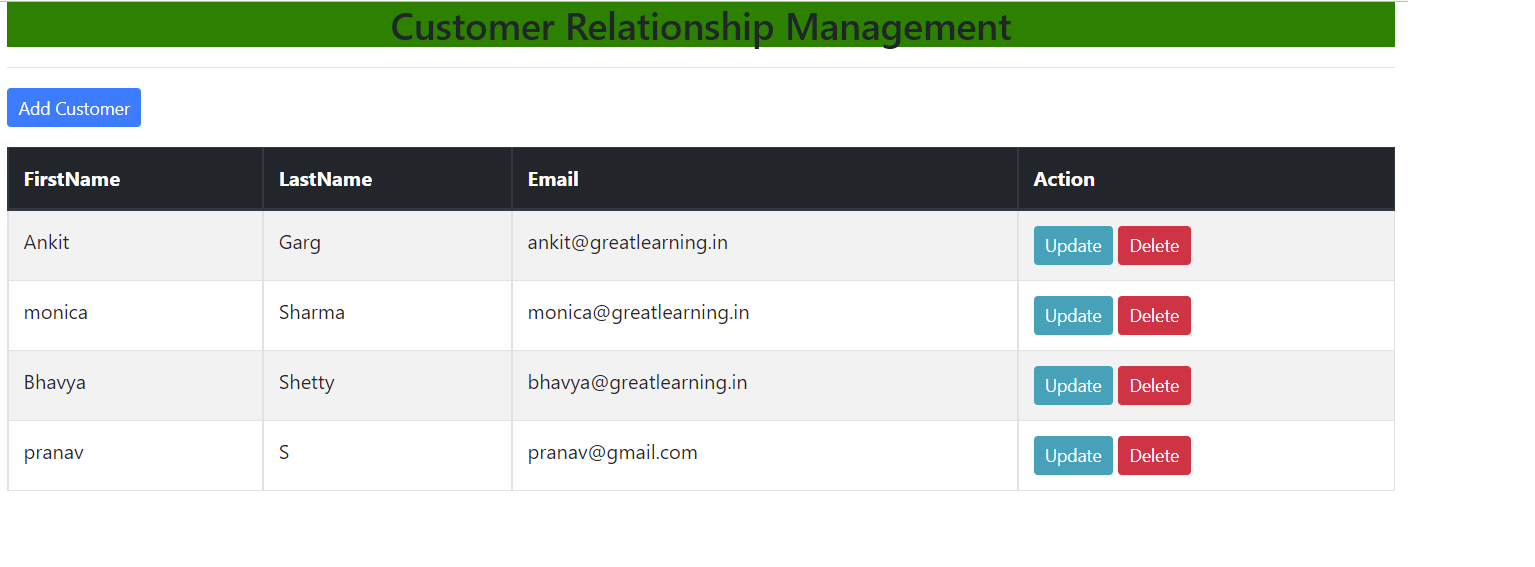 Customer Relationship Management
Add Customer
FirstName LastName Email Action
Ankit Garg ankit@greatlearning.in Update Delete
monica Sharma monica@greatlearning.in Update Delete
Bhavya Shetty bhavya@greatlearning.in Update Delete
pranav S pranav@gmail.com Update Delete